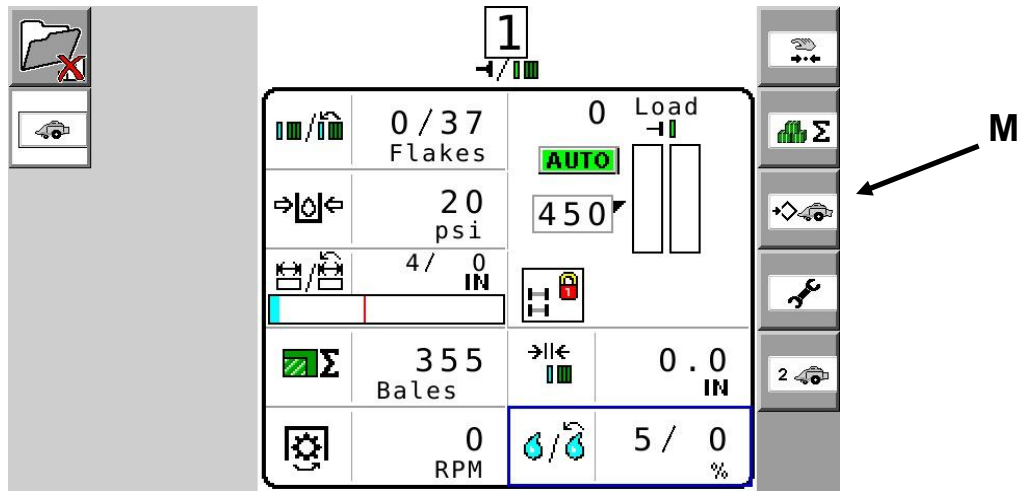 1
0/37
Flakes
0 Load
AUTO
20
psi
450
4/ 0
IN
1
355
Bales
0.0
IN
0
RPM
5/ 0
%
Σ
Σ
2
M